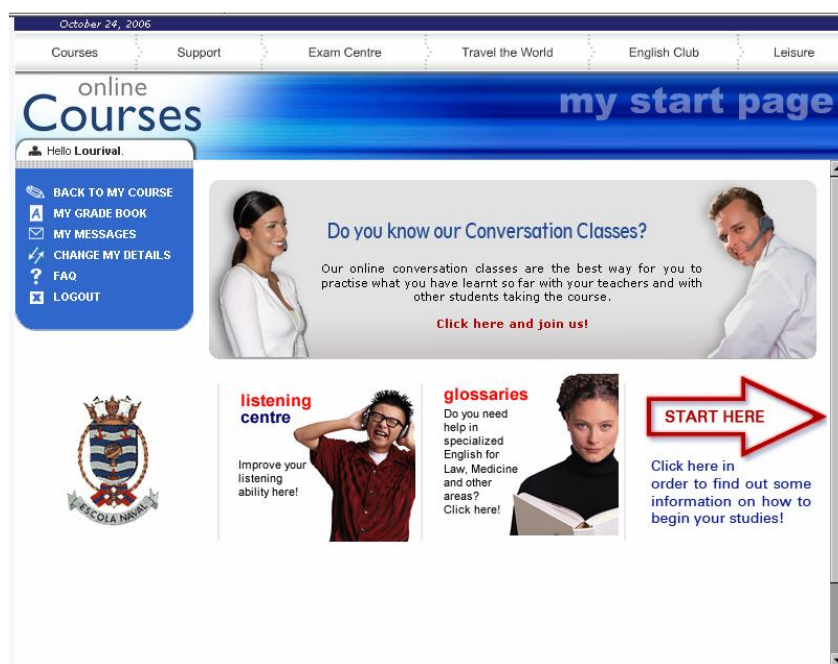 October 24, 2006
Courses Support Exam Centre Travel the World English Club Leisure
online
Courses
my start page
Hello Lourival.
BACK TO MY COURSE
MY GRADE BOOK
MY MESSAGES
CHANGE MY DETAILS
FAQ
LOGOUT
Do you know our Conversation Classes?
Our online conversation classes are the best way for you to
practise what you have learnt so far with your teachers and with
other students taking the course.
Click here and join us!
ESCOLA NAVAL
listening
centre
Improve your
listening
ability here!
glossaries
Do you need
help in
specialized
English for
Law, Medicine
and other
areas?
Click here!
START HERE
Click here in
order to find out some
information on how to
begin your studies!